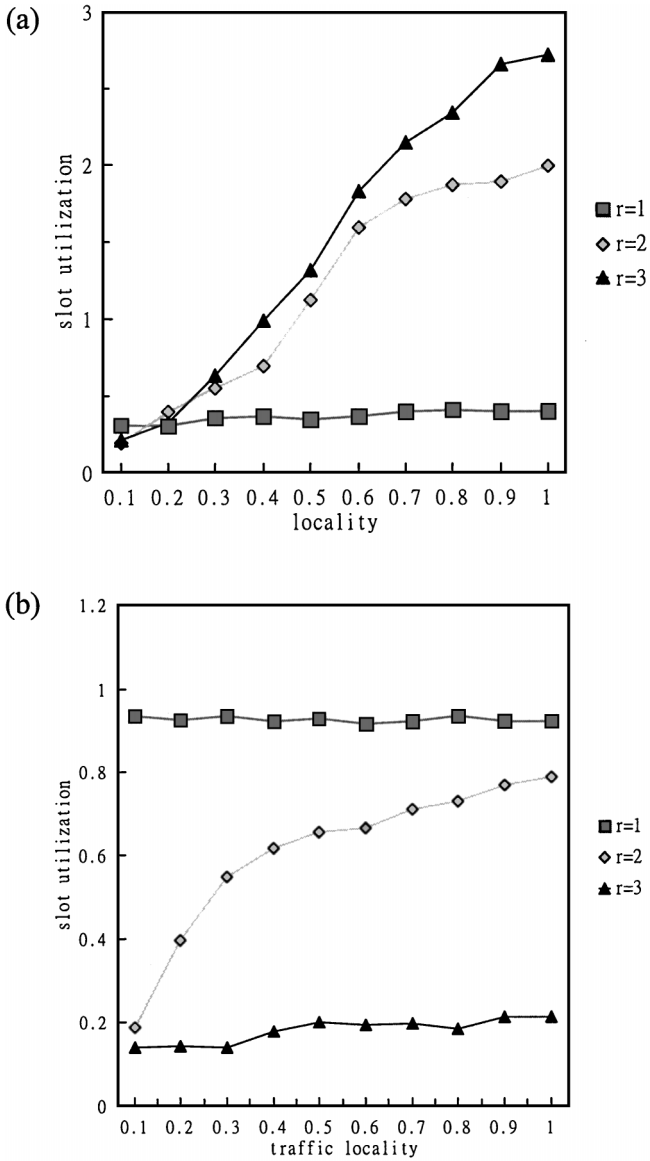 (a)
3
2
1
0
slot utilization
0.1 0.2 0.3 0.4 0.5 0.6 0.7 0.8 0.9 1
locality
r=1
r=2
r=3
(b)
1.2
1
0.8
0.6
0.4
0.2
0
slot utilization
0.1 0.2 0.3 0.4 0.5 0.6 0.7 0.8 0.9 1
traffic locality
r=1
r=2
r=3